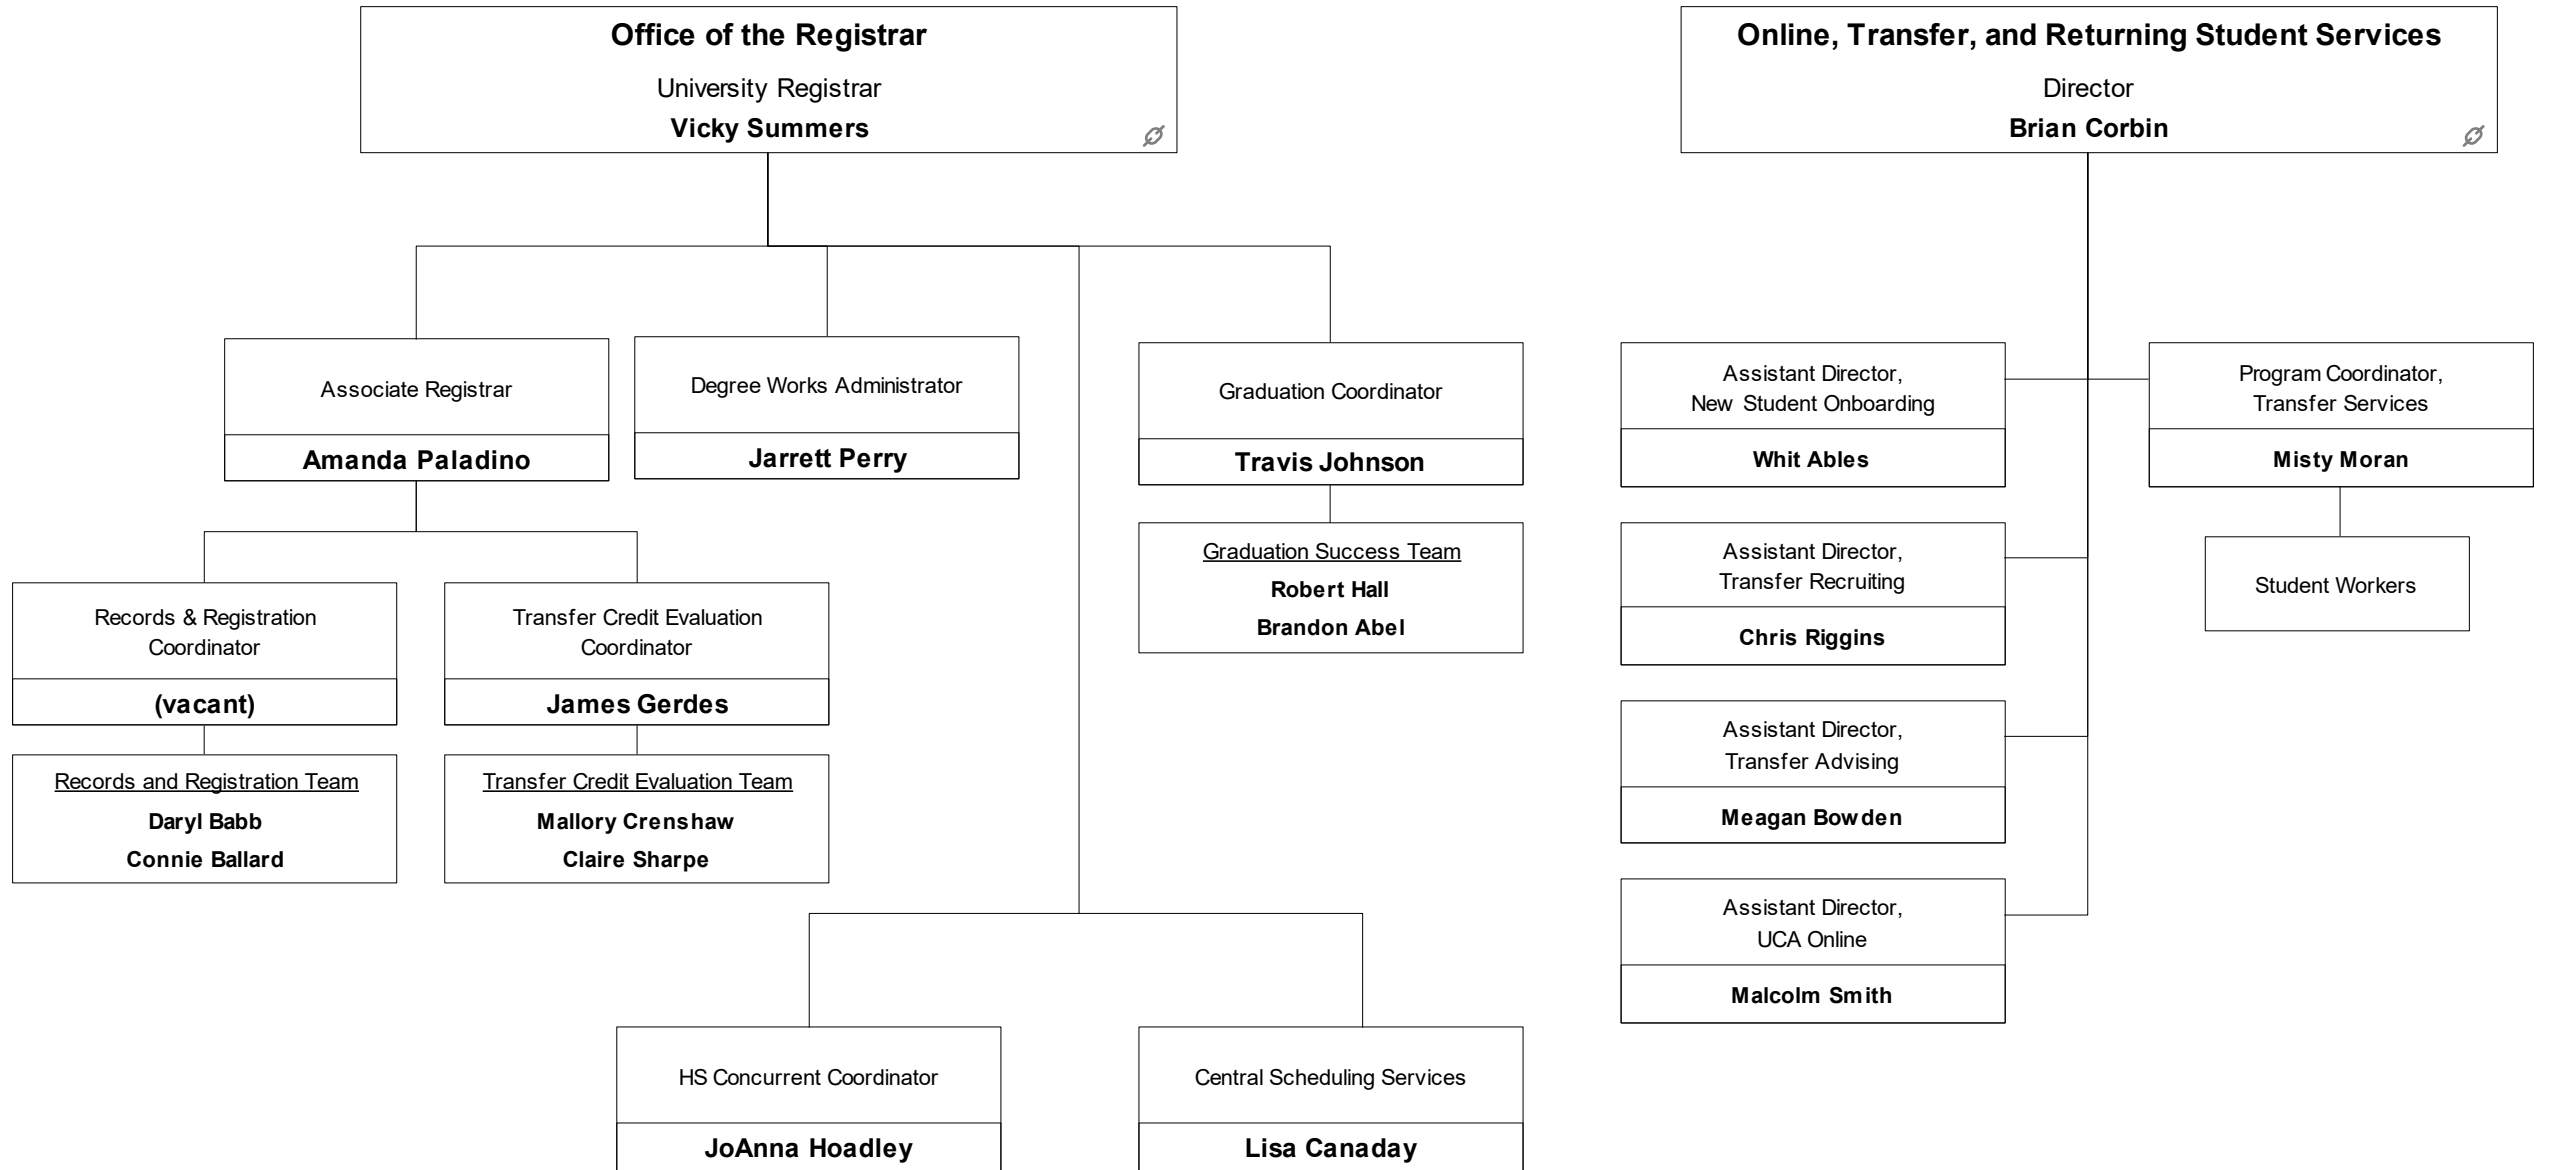 Office of the Registrar
University Registrar
Vicky Summers
Online, Transfer, and Returning Student Services
Director
Brian Corbin
Associate Registrar
Amanda Paladino
Degree Works Administrator
Jarrett Perry
Graduation Coordinator
Travis Johnson
Graduation Success Team
Robert Hall
Brandon Abel
Records & Registration
Coordinator
(vacant)
Records and Registration Team
Daryl Babb
Connie Ballard
Transfer Credit Evaluation
Coordinator
James Gerdes
Transfer Credit Evaluation Team
Mallory Crenshaw
Claire Sharpe
HS Concurrent Coordinator
JoAnna Hoadley
Central Scheduling Services
Lisa Canaday
Assistant Director,
New Student Onboarding
Whit Ables
Program Coordinator,
Transfer Services
Misty Moran
Student Workers
Assistant Director,
Transfer Recruiting
Chris Riggins
Assistant Director,
Transfer Advising
Meagan Bowden
Assistant Director,
UCA Online
Malcolm Smith